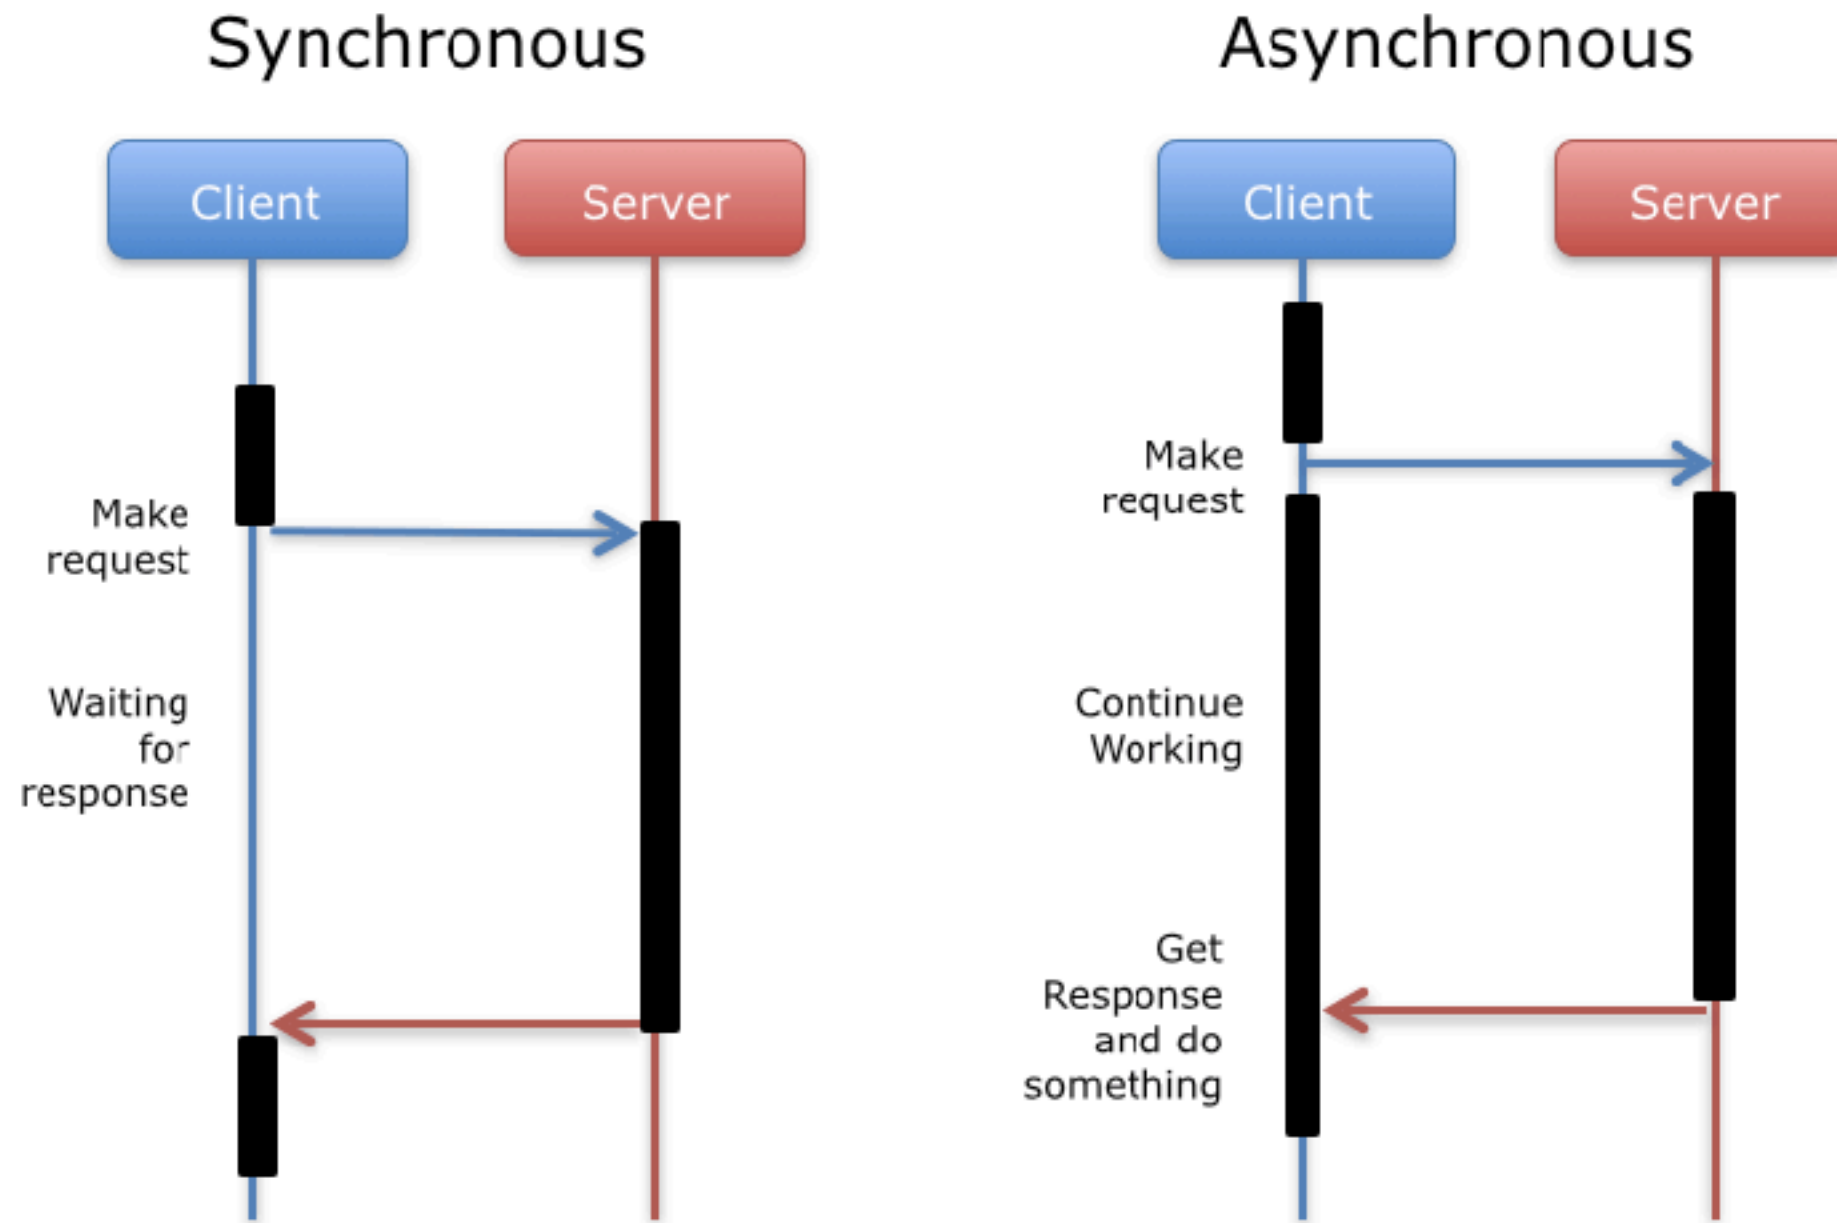 Synchronous
Client
Server
Make
request
Waiting
for
response
Asynchronous
Client
Server
Make
request
Continue
Working
Get
Response
and do
something